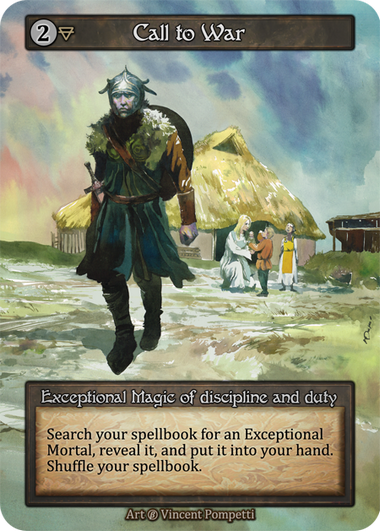 2 Call to War
Exceptional Magic of discipline and duty
Search your spellbook for an Exceptional
Mortal, reveal it, and put it into your hand.
Shuffle your spellbook.
Art @ Vincent Pompetti